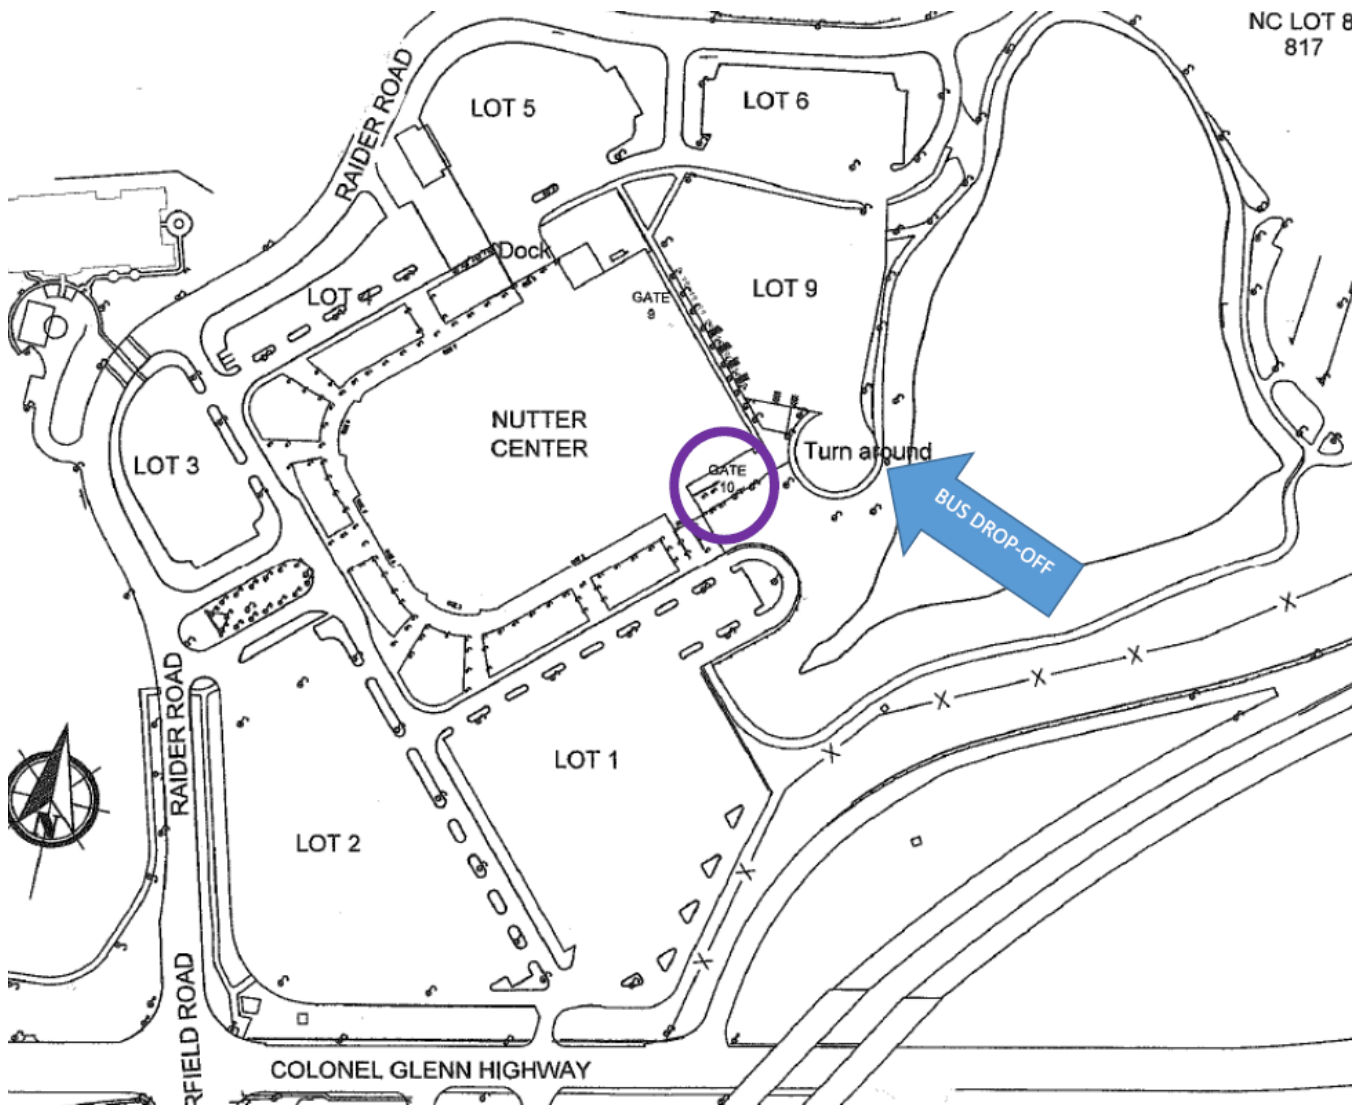 NC LOT 8
817
RAIDER ROAD
LOT 5
LOT 6
Dock
LOT
GATE
9
LOT 9
NUTTER
CENTER
LOT 3
GATE
10
Turn around
BUS DROP-OFF
RAIDER ROAD
LOT 1
N
LOT 2
RFIELD ROAD
COLONEL GLENN HIGHWAY
X
X
X
X
X
X
X